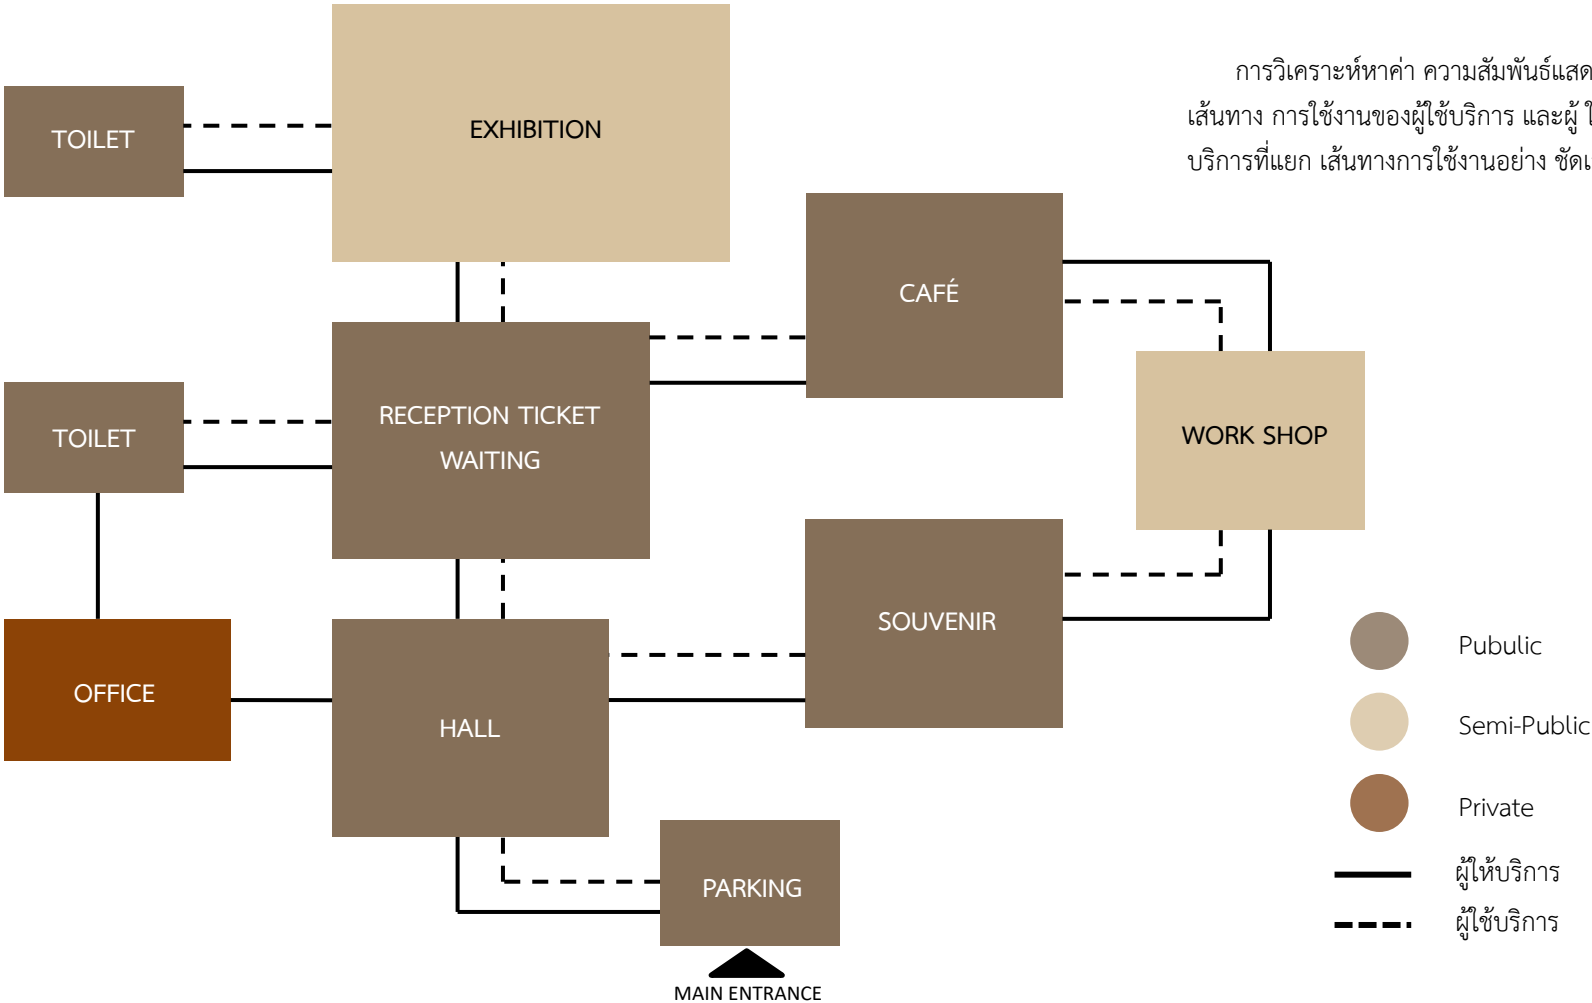 การวิเคราะห์หาค่า ความสัมพันธ์แสด
เส้นทาง การใช้งานของผู้ใช้บริการ และผู้ ใ
บริการที่แยก เส้นทางการใช้งานอย่าง ชัดเ
EXHIBITION
TOILET
CAFÉ
RECEPTION TICKET
WAITING
TOILET
WORK SHOP
SOUVENIR
OFFICE
HALL
PARKING
MAIN ENTRANCE
Pubulic
Semi-Public
Private
ผู้ให้บริการ
ผู้ใช้บริการ